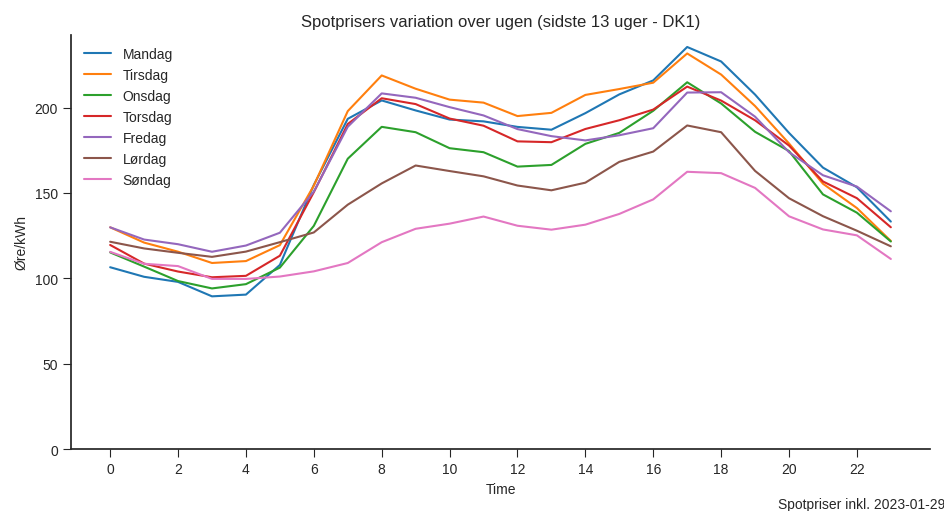 Spotprisers variation over ugen (sidste 13 uger - DK1)
Mandag
Tirsdag
Onsdag
Torsdag
Fredag
Lørdag
Søndag
200
150
100
50
0
Øre/kWh
0 2 4 6 8 10 12 14 16 18 20 22
Time
Spotpriser inkl. 2023-01-29